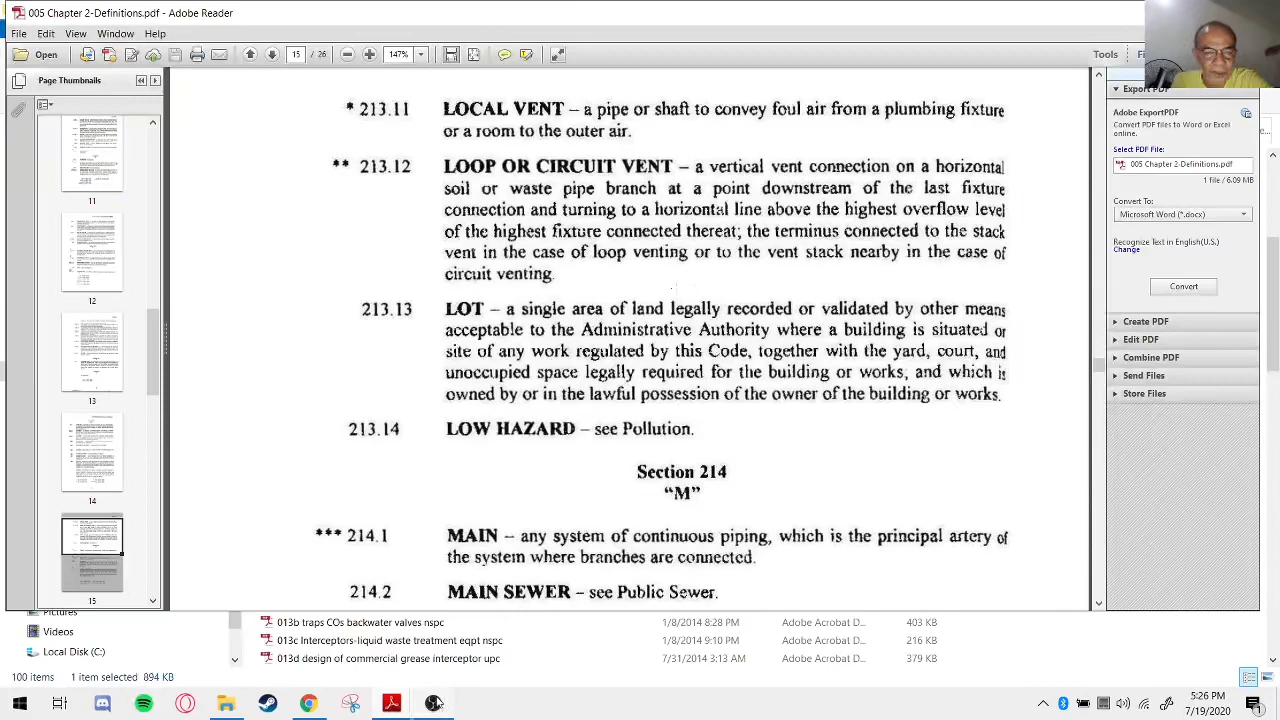 005 Chapter 2-Definitions.pdf - Adobe Reader
File Edit View Window Help
Open 15 / 26 147% Tools
Page Thumbnails
11
12
13
14
15
* 213.11 LOCAL VENT – a pipe or shaft to convey foul air from a plumbing fixture
or a room to the outer air.
** 213.12 LOOP OR CIRCUIT VENT – a vertical vent connection on a horizontal
soil or waste pipe branch at a point downstream of the last fixture
connection and turning to a horizontal line above the highest overflow level
of the highest fixture connected thereat; the terminus connected to the stack
vent in the case of loop venting or to the vent stack nearby in the case of
circuit venting.
213.13 LOT – a single area of land legally recorded or validated by other means
acceptable to the Administrative Authority where a building is situated or
site of any work regulated by this Code, together with the yard, court, and
unoccupied space legally required for the building or works, and which is
owned by or in the lawful possession of the owner of the building or works.
213.14 LOW HAZARD – see Pollution.
Section 214
“M”
*** 214.1 MAIN – any system of continuous piping, which is the principal artery of
the system where branches are connected.
214.2 MAIN SEWER – see Public Sewer.
Export PDF
Adobe ExportPDF
Convert PDF files to Word or Excel
online.
Select PDF File:
005 Chapter 2-Definitions.pdf
1 file / 6.09 MB
Convert To:
Microsoft Word (*.docx)
Recognize Text in English(U.S.)
Change
Convert
Create PDF
Edit PDF
Combine PDF
Send Files
Store Files
Pictures
Videos
Local Disk (C:)
013b traps COs backwater valves nspc 1/8/2014 8:28 PM Adobe Acrobat D... 403 KB
013c Interceptors-liquid waste treatment eqpt nspc 1/8/2014 9:10 PM Adobe Acrobat D... 216 KB
013d design of commercial grease interceptor upc 7/31/2014 3:13 AM Adobe Acrobat D... 379 KB
100 items 1 item selected 894 KB
5:26 PM
7/19/2020